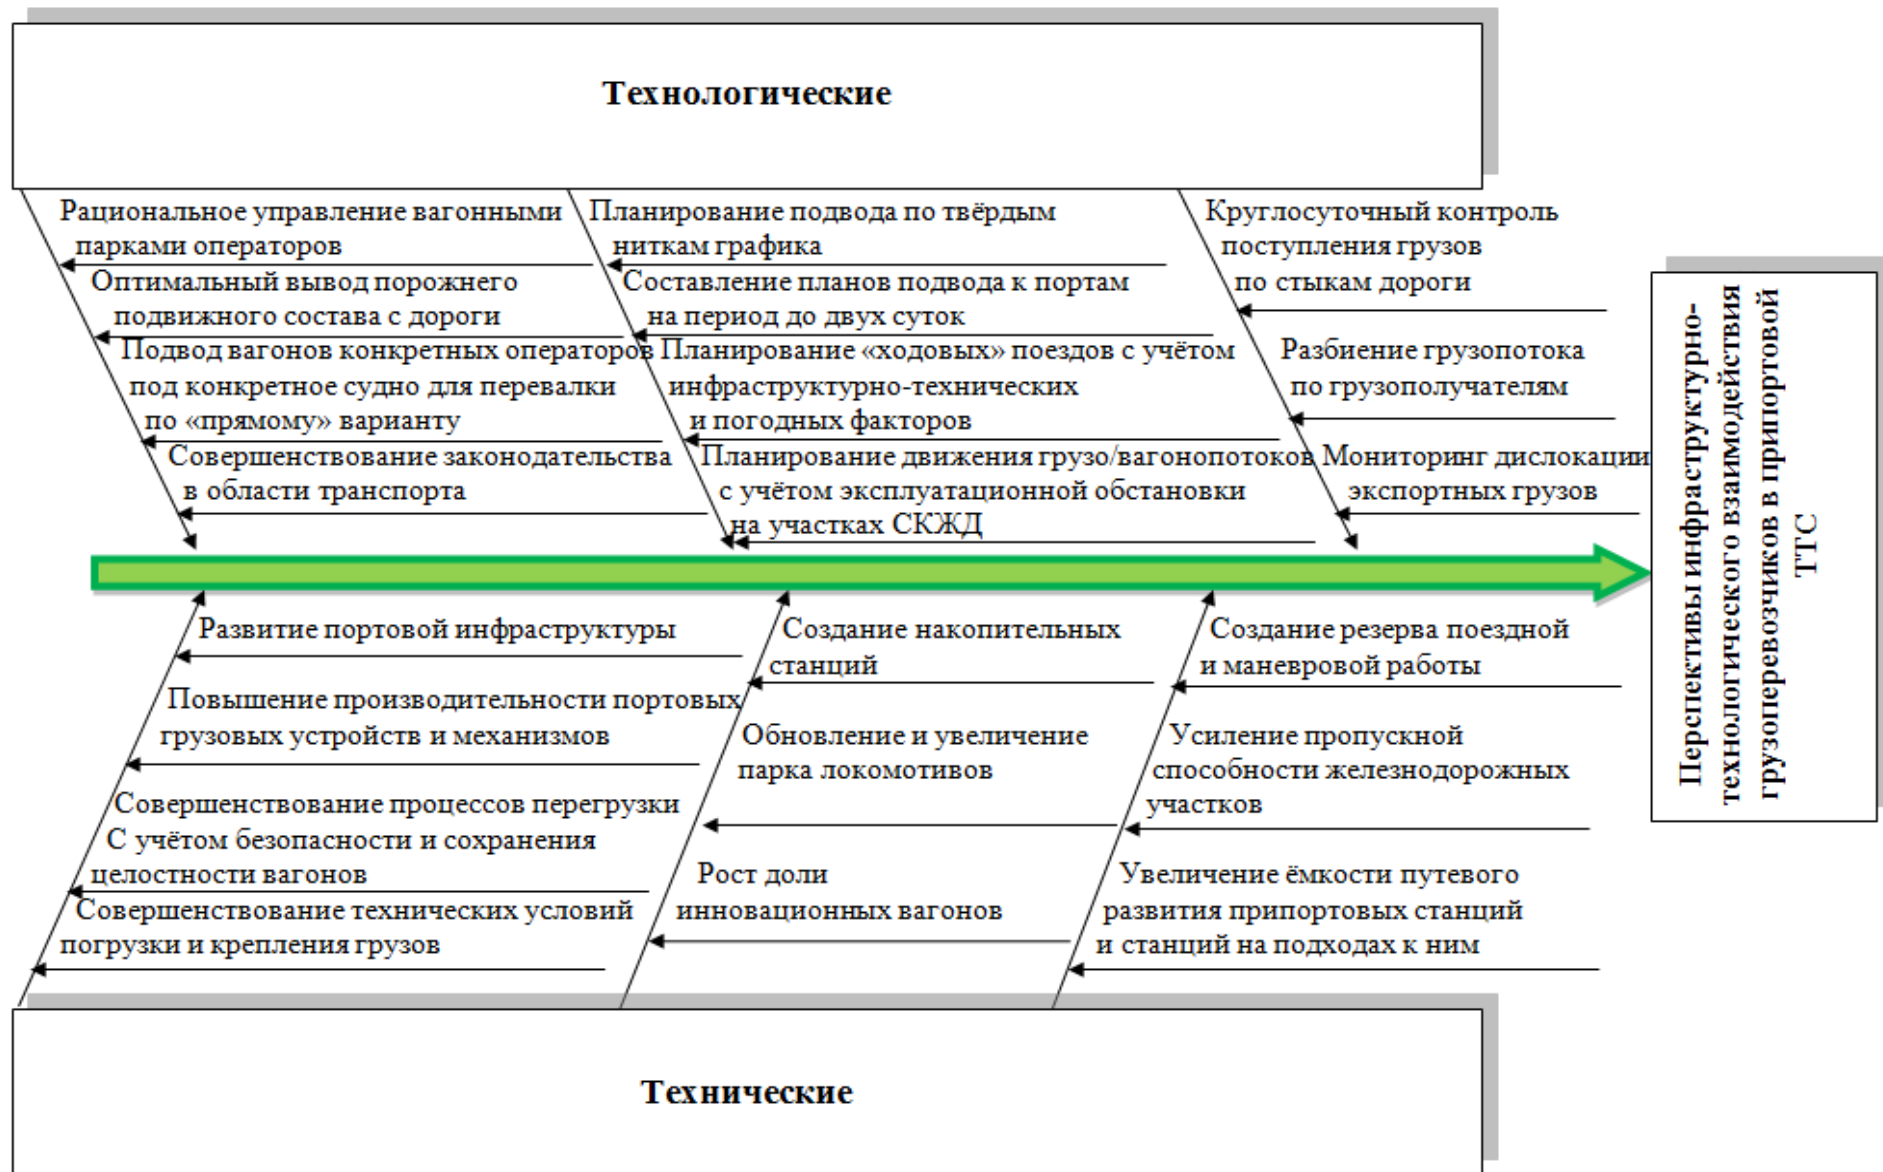 Технологические
Рациональное управление вагонными
парками операторов
Оптимальный вывод порожнего
подвижного состава с дороги
Подвод вагонов конкретных операторов
под конкретное судно для перевалки
по «прямому» варианту
Совершенствование законодательства
в области транспорта
Планирование подвода по твёрдым
ниткам графика
Составление планов подвода к портам
на период до двух суток
Планирование «ходовых» поездов с учётом
инфраструктурно-технических
и погодных факторов
Планирование движения грузо/вагонопотоков
с учётом эксплуатационной обстановки
на участках СКЖД
Круглосуточный контроль
поступления грузов
по стыкам дороги
Разбиение грузопотока
по грузополучателям
Мониторинг дислокации
экспортных грузов
Перспективы инфраструктурно-
технологического взаимодействия
грузоперевозчиков в припортовой
ТТС
Развитие портовой инфраструктуры
Повышение производительности портовых
грузовых устройств и механизмов
Совершенствование процессов перегрузки
С учётом безопасности и сохранения
целостности вагонов
Совершенствование технических условий
погрузки и крепления грузов
Создание накопительных
станций
Обновление и увеличение
парка локомотивов
Рост доли
инновационных вагонов
Создание резерва поездной
и маневровой работы
Усиление пропускной
способности железнодорожных
участков
Увеличение ёмкости путевого
развития припортовых станций
и станций на подходах к ним
Технические